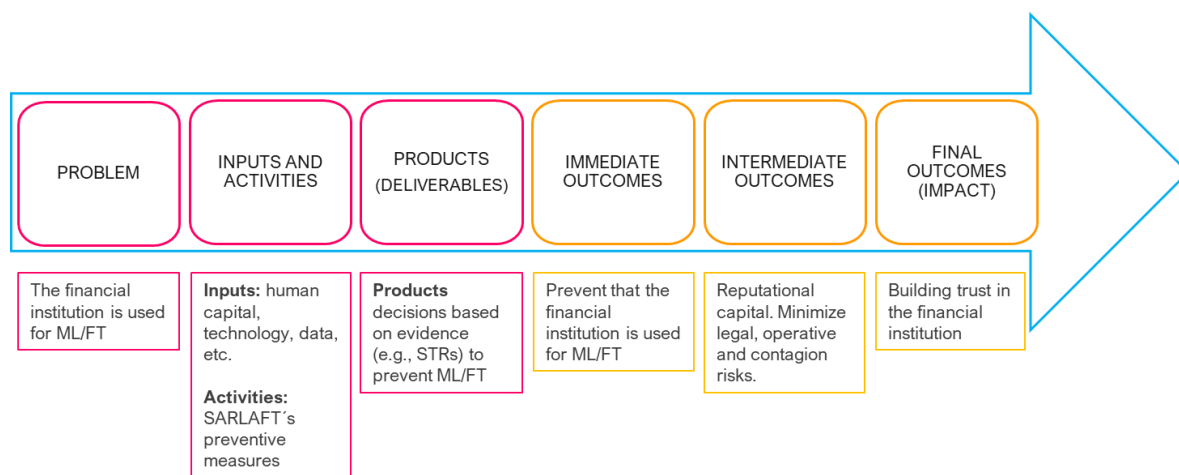 PROBLEM
INPUTS AND
ACTIVITIES
PRODUCTS
(DELIVERABLES)
IMMEDIATE
OUTCOMES
INTERMEDIATE
OUTCOMES
FINAL
OUTCOMES
(IMPACT)
The financial
institution is used
for ML/FT
Inputs: human
capital,
technology, data,
etc.
Activities:
SARLAFT´s
preventive
measures
Products
decisions based
on evidence
(e.g., STRs) to
prevent ML/FT
Prevent that the
financial
institution is used
for ML/FT
Reputational
capital. Minimize
legal, operative
and contagion
risks.
Building trust in
the financial
institution